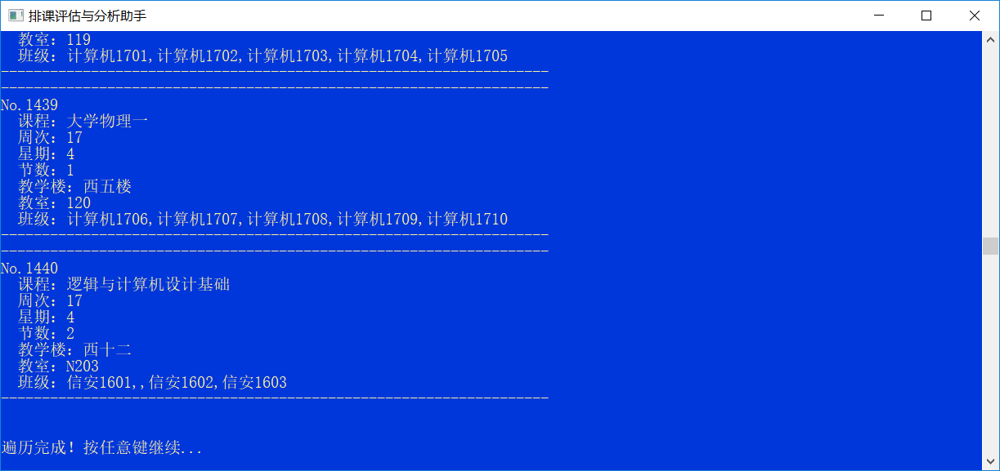 排课评估与分析助手
教室: 119
班级: 计算机1701,计算机1702,计算机1703,计算机1704,计算机1705
-------------------------------------------------------------------
-------------------------------------------------------------------
No.1439
课程: 大学物理一
周次: 17
星期: 4
节数: 1
教学楼: 西五楼
教室: 120
班级: 计算机1706,计算机1707,计算机1708,计算机1709,计算机1710
-------------------------------------------------------------------
-------------------------------------------------------------------
No.1440
课程: 逻辑与计算机设计基础
周次: 17
星期: 4
节数: 2
教学楼: 西十二
教室: N203
班级: 信安1601,,信安1602,信安1603
-------------------------------------------------------------------
遍历完成! 按任意键继续...